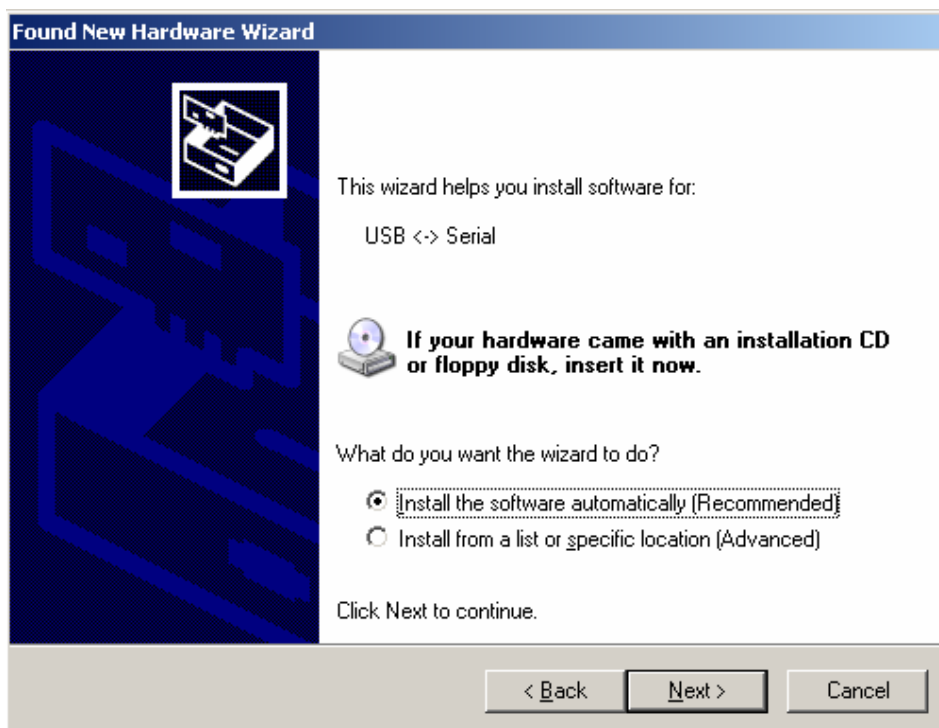 Found New Hardware Wizard
This wizard helps you install software for:
USB <-> Serial
If your hardware came with an installation CD
or floppy disk, insert it now.
What do you want the wizard to do?
Install the software automatically (Recommended)
Install from a list or specific location (Advanced)
Click Next to continue.
< Back
Next >
Cancel